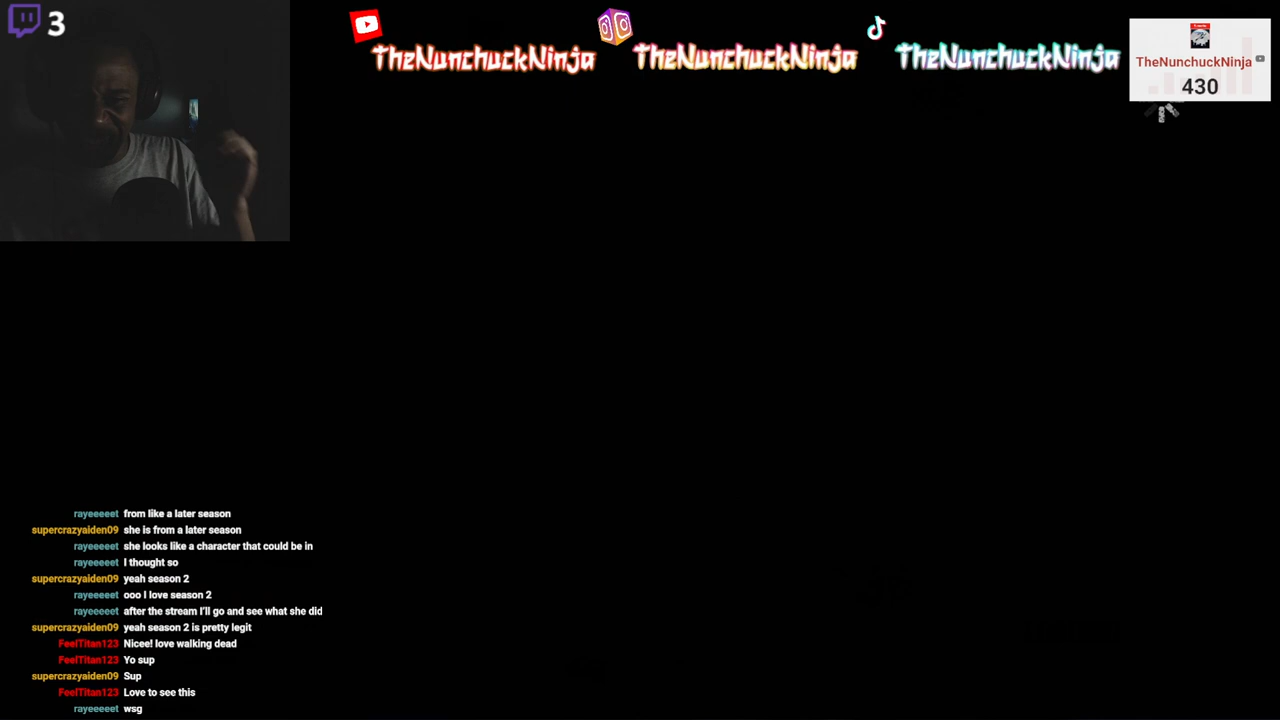 3
TheNunchuckNinja
TheNunchuckNinja
TheNunchuckNinja
TheNunchuckNinja
430
rayeeeeet from like a later season
supercrazyaiden09 she is from a later season
rayeeeeet she looks like a character that could be in
rayeeeeet I thought so
supercrazyaiden09 yeah season 2
rayeeeeet ooo I love season 2
rayeeeeet after the stream I'll go and see what she did
supercrazyaiden09 yeah season 2 is pretty legit
FeelTitan123 Nicee! love walking dead
FeelTitan123 Yo sup
supercrazyaiden09 Sup
FeelTitan123 Love to see this
rayeeeeet wsg